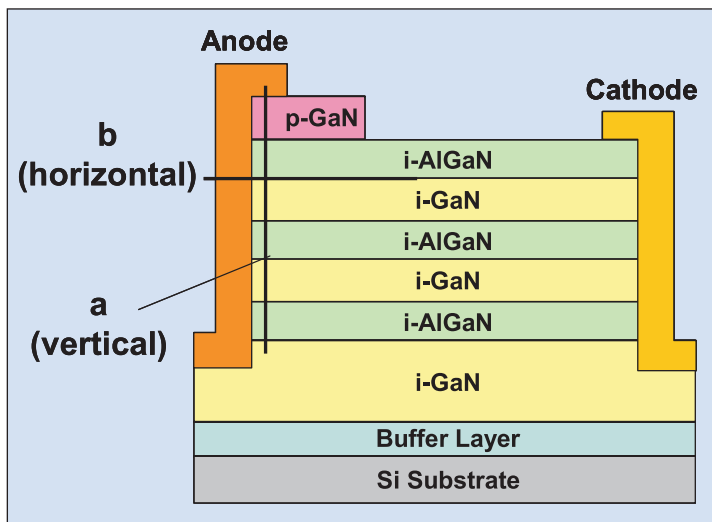 Anode
Cathode
p-GaN
b
(horizontal)
i-AlGaN
i-GaN
i-AlGaN
i-GaN
a
(vertical)
i-AlGaN
i-GaN
Buffer Layer
Si Substrate